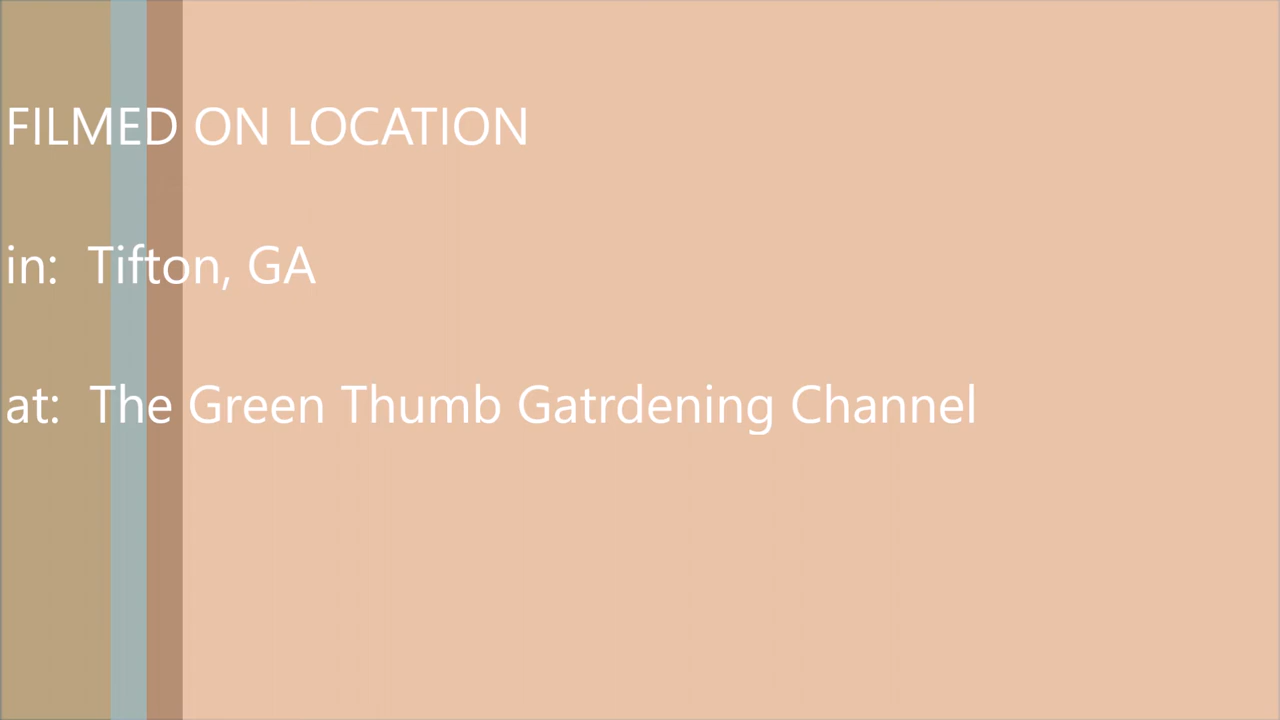 FILMED ON LOCATION
in: Tifton, GA
at: The Green Thumb Gatrdening Channel